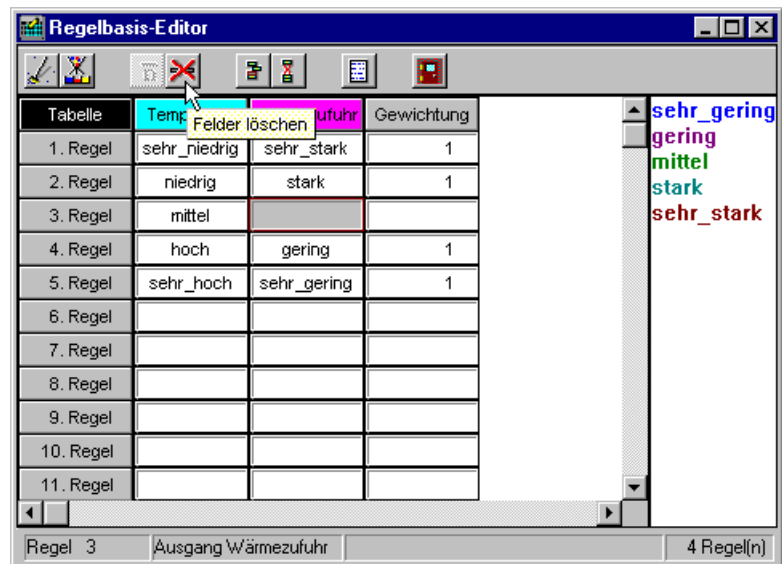 Regelbasis-Editor
Tabelle Temp ufuhr Gewichtung
Felder löschen
1. Regel sehr_niedrig sehr_stark 1
2. Regel niedrig stark 1
3. Regel mittel
4. Regel hoch gering 1
5. Regel sehr_hoch sehr_gering 1
6. Regel
7. Regel
8. Regel
9. Regel
10. Regel
11. Regel
sehr_gering
gering
mittel
stark
sehr_stark
Regel 3 Ausgang Wärmezufuhr 4 Regel(n)